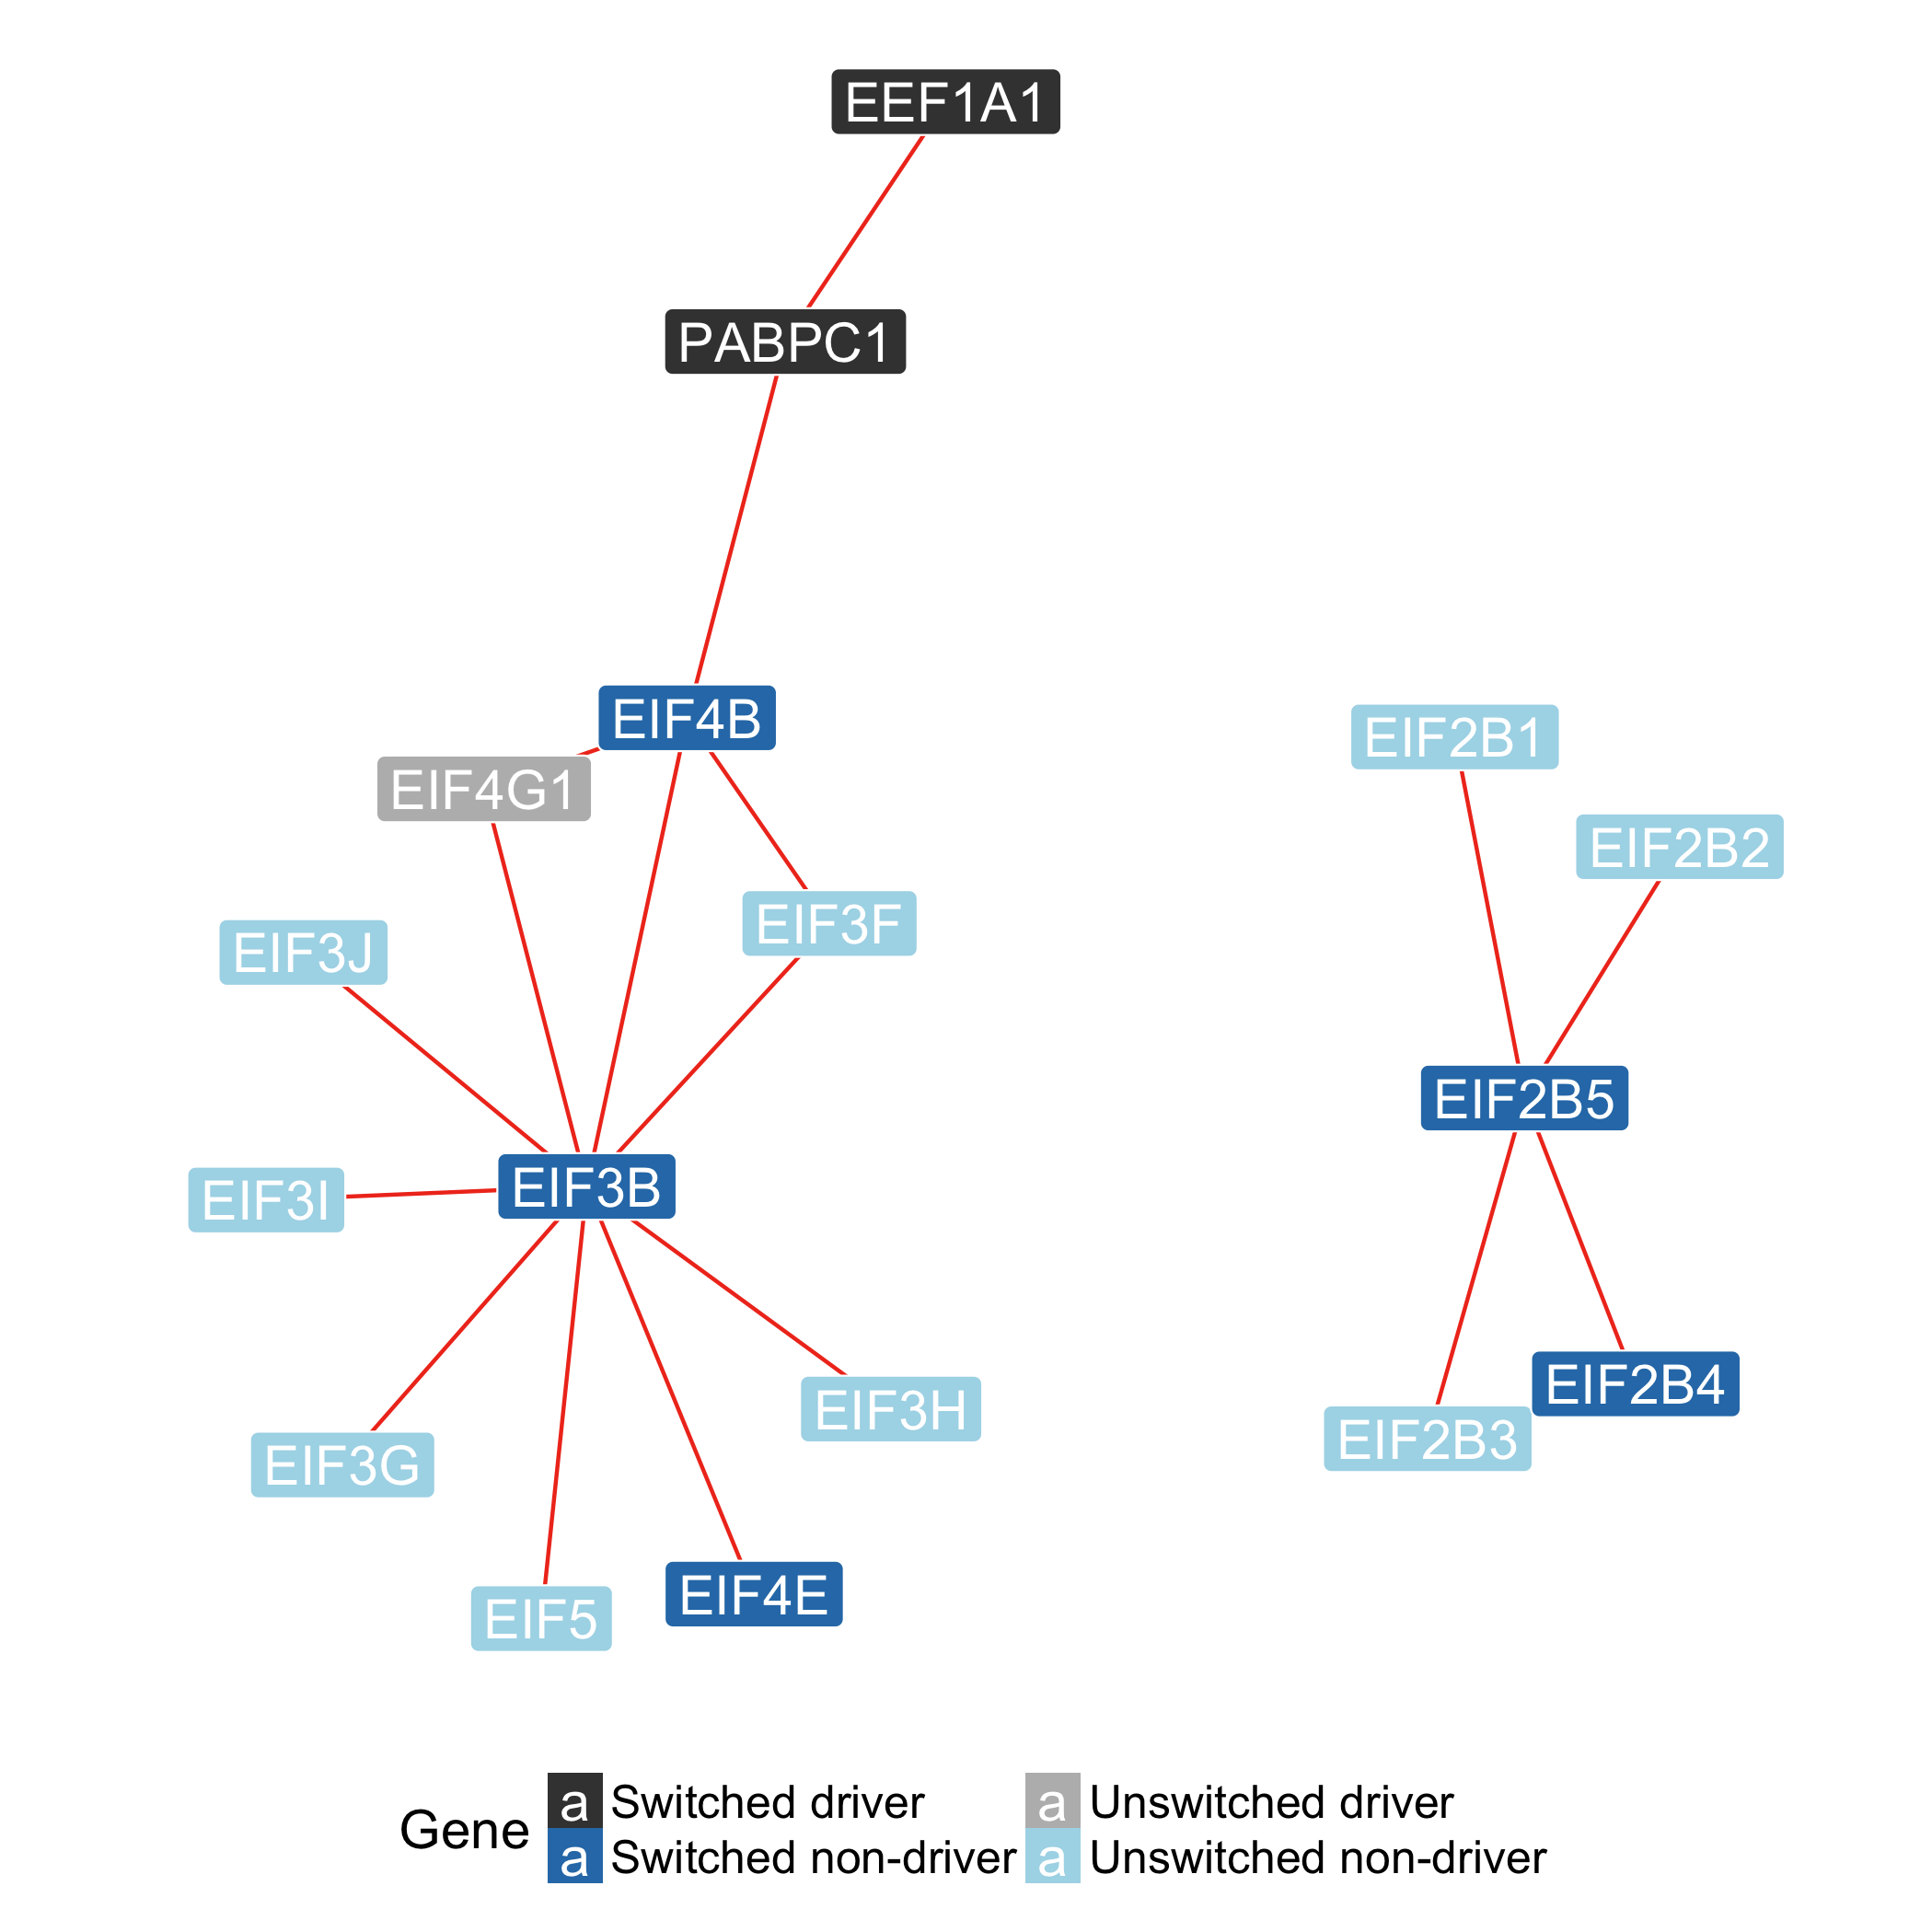 EEF1A1
PABPC1
EIF4B
EIF2B1
EIF4G1
EIF2B2
EIF3F
EIF3J
EIF2B5
EIF3B
EIF3I
EIF2B4
EIF3H
EIF2B3
EIF3G
EIF4E
EIF5
Gene
a Switched driver
a Unswitched driver
a Switched non-driver
a Unswitched non-driver